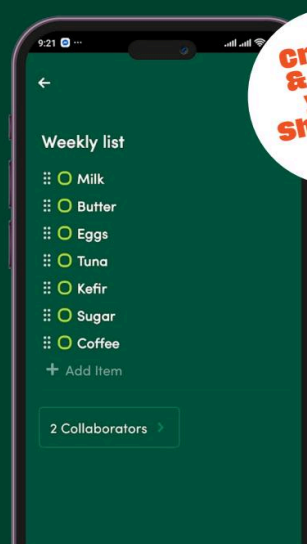 9:21
Weekly list
Milk
Butter
Eggs
Tuna
Kefir
Sugar
Coffee
+ Add Item
2 Collaborators >
&